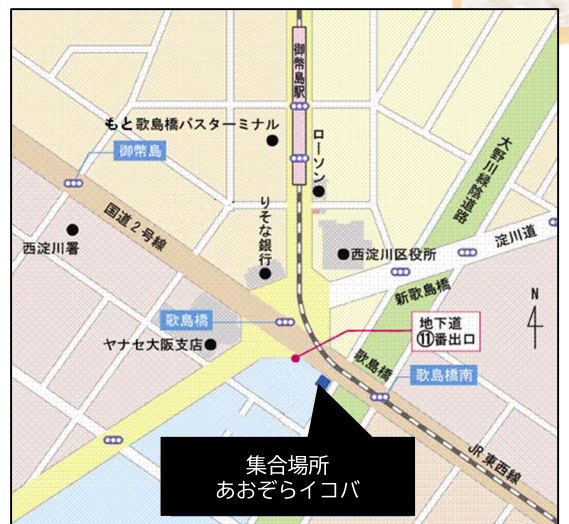 御幣島駅
もと歌島橋バスターミナル
御幣島
ローソン
大野川緑陰道路
国道2号線
りそな銀行
淀川道
西淀川署
西淀川区役所
新歌島橋
N
4
歌島橋
地下道
⑪番出口
ヤナセ大阪支店
歌島橋
歌島橋南
JR東西線
集合場所
あおぞらイコバ